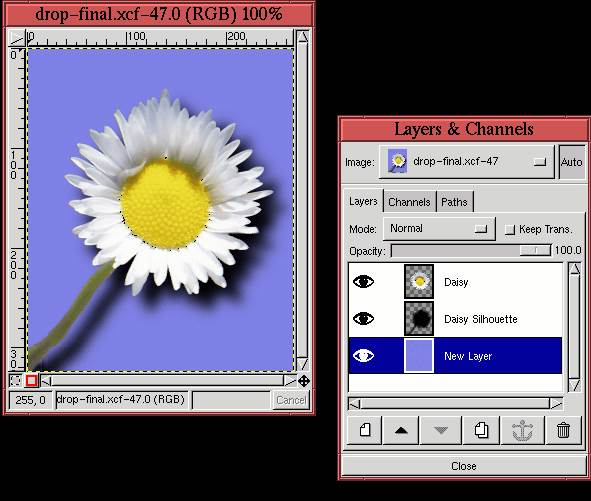 drop-final.xcf-47.0 (RGB) 100%
0 100 200
100
200
30
255, 0 drop-final.xcf-47.0 (RGB) Cancel
Layers & Channels
Image: drop-final.xcf-47 Auto
Layers Channels Paths
Mode: Normal Keep Trans.
Opacity: 100.0
Daisy
Daisy Silhouette
New Layer
Close